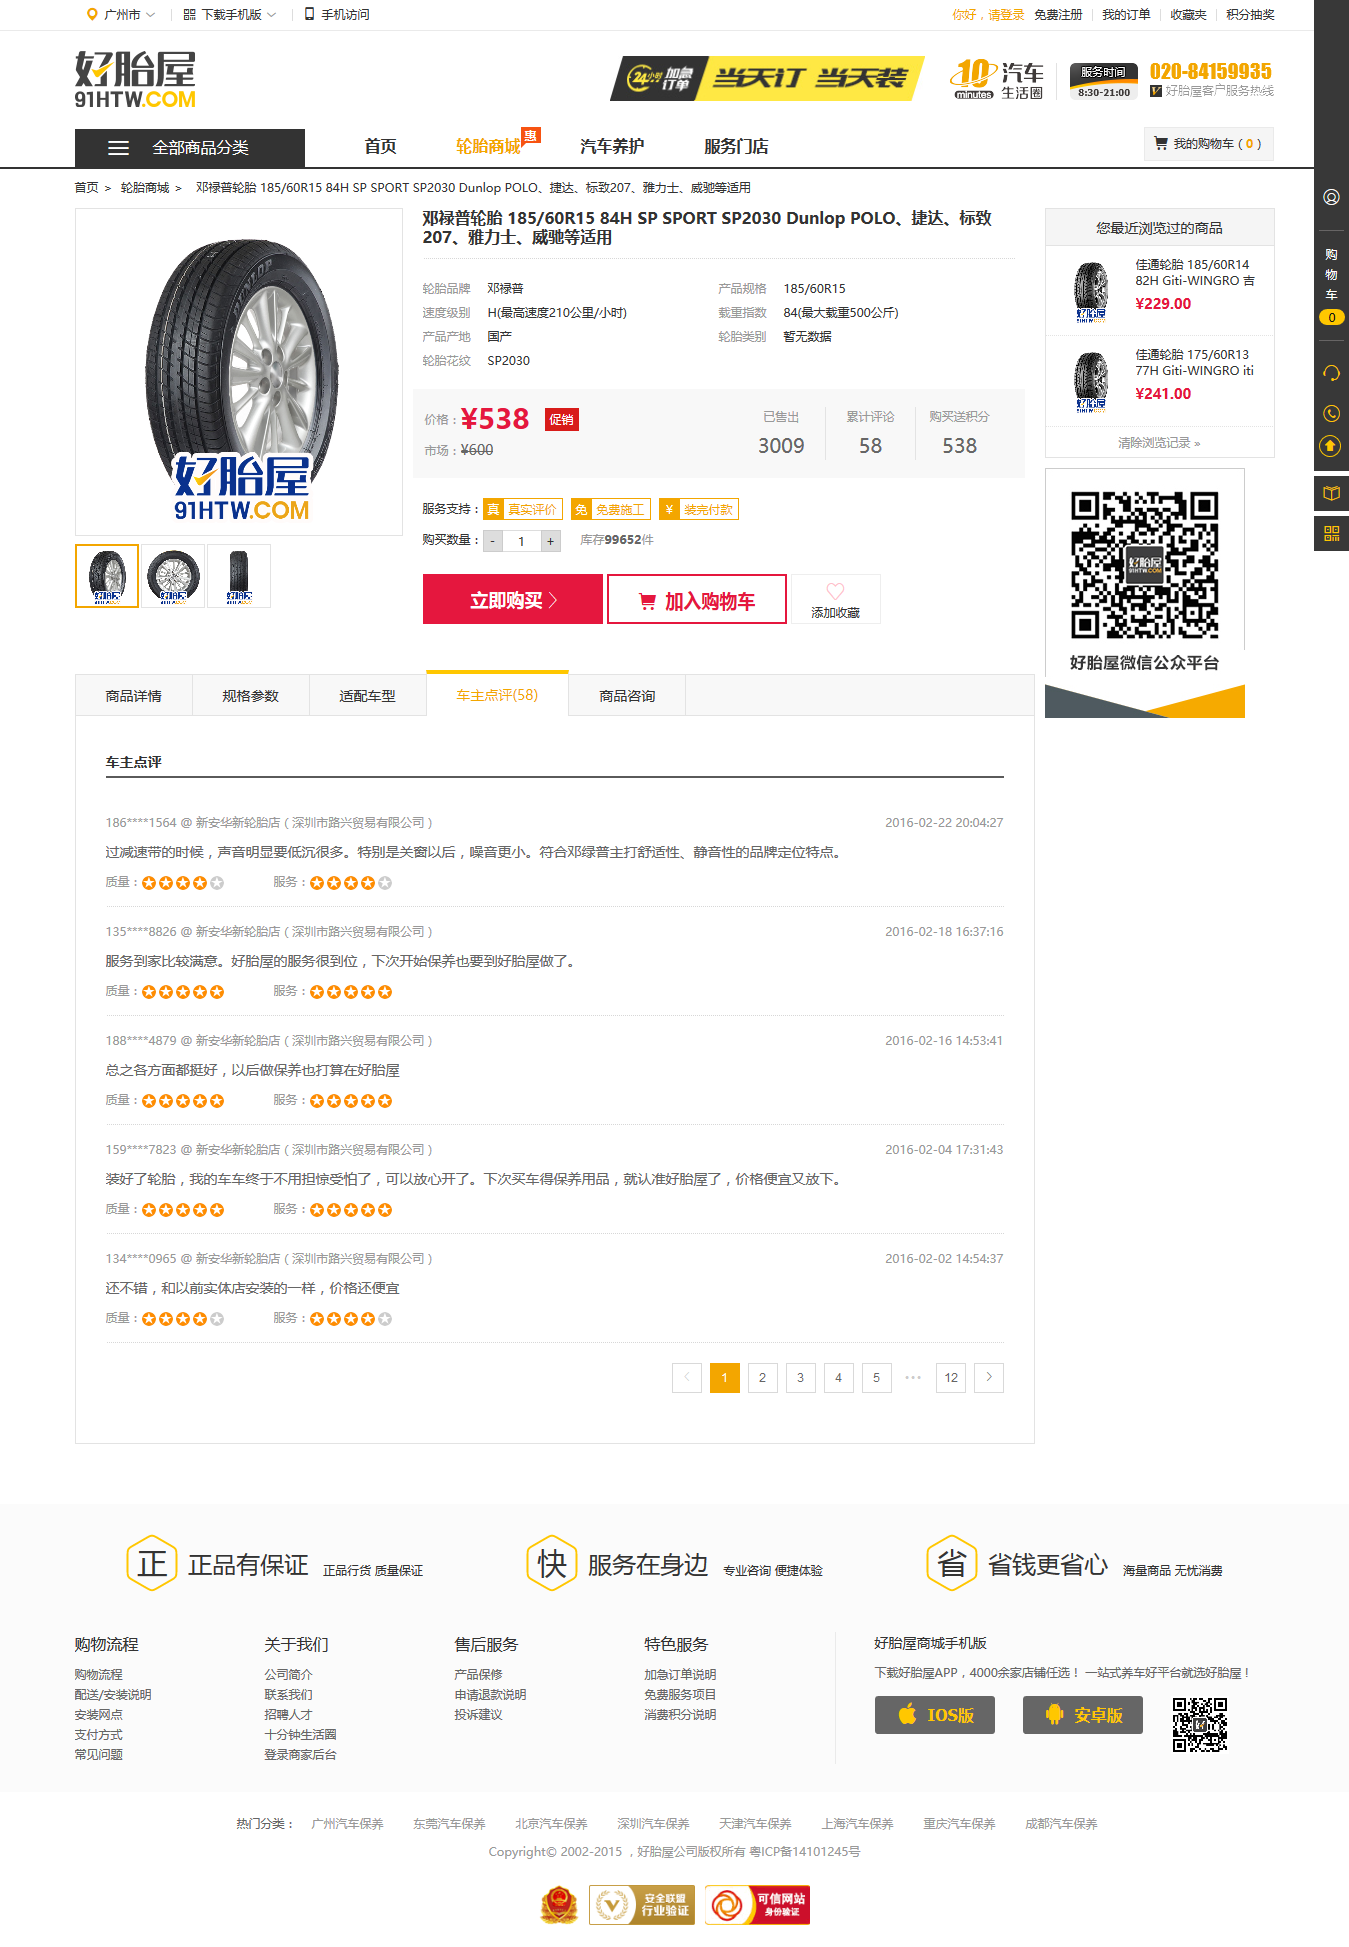 广州市
下载手机版
手机访问
你好，请登录 免费注册 我的订单 收藏夹 积分抽奖
好胎屋
91HTW.COM
24小时 加急订单 当天订 当天装
10 minutes 汽车生活圈
服务时间
8:30-21:00
020-84159935
好胎屋客户服务热线
全部商品分类
首页 轮胎商城 惠 汽车养护 服务门店
我的购物车 ( 0 )
首页 > 轮胎商城 > 邓禄普轮胎 185/60R15 84H SP SPORT SP2030 Dunlop POLO、捷达、标致207、雅力士、威驰等适用
DUNLOP
好胎屋
91HTW.COM
邓禄普轮胎 185/60R15 84H SP SPORT SP2030 Dunlop POLO、捷达、标致
207、雅力士、威驰等适用
轮胎品牌 邓禄普 产品规格 185/60R15
速度级别 H(最高速度210公里/小时) 载重指数 84(最大载重500公斤)
产品产地 国产 轮胎类别 暂无数据
轮胎花纹 SP2030
价格：¥538 促销
市场：¥600
已售出 累计评论 购买送积分
3009 58 538
服务支持： 真 真实评价 免 免费施工 ¥ 装完付款
购买数量： - 1 + 库存99652件
立即购买
加入购物车
添加收藏
您最近浏览过的商品
佳通轮胎 185/60R14
82H Giti-WINGRO 吉
¥229.00
佳通轮胎 175/60R13
77H Giti-WINGRO iti
¥241.00
清除浏览记录 »
好胎屋
91HTW.COM
好胎屋微信公众平台
购
物
车
0
商品详情 规格参数 适配车型 车主点评(58) 商品咨询
车主点评
186****1564 @ 新安华新轮胎店 ( 深圳市路兴贸易有限公司 ) 2016-02-22 20:04:27
过减速带的时候，声音明显要低沉很多。特别是关窗以后，噪音更小。符合邓绿普主打舒适性、静音性的品牌定位特点。
质量： 服务：
135****8826 @ 新安华新轮胎店 ( 深圳市路兴贸易有限公司 ) 2016-02-18 16:37:16
服务到家比较满意。好胎屋的服务很到位，下次开始保养也要到好胎屋做了。
质量： 服务：
188****4879 @ 新安华新轮胎店 ( 深圳市路兴贸易有限公司 ) 2016-02-16 14:53:41
总之各方面都挺好，以后做保养也打算在好胎屋
质量： 服务：
159****7823 @ 新安华新轮胎店 ( 深圳市路兴贸易有限公司 ) 2016-02-04 17:31:43
装好了轮胎，我的车车终于不用担惊受怕了，可以放心开了。下次买车得保养用品，就认准好胎屋了，价格便宜又放下。
质量： 服务：
134****0965 @ 新安华新轮胎店 ( 深圳市路兴贸易有限公司 ) 2016-02-02 14:54:37
还不错，和以前实体店安装的一样，价格还便宜
质量： 服务：
< 1 2 3 4 5 ••• 12 >
正 正品有保证 正品行货 质量保证
快 服务在身边 专业咨询 便捷体验
省 省钱更省心 海量商品 无忧消费
购物流程
购物流程
配送/安装说明
安装网点
支付方式
常见问题
关于我们
公司简介
联系我们
招聘人才
十分钟生活圈
登录商家后台
售后服务
产品保修
申请退款说明
投诉建议
特色服务
加急订单说明
免费服务项目
消费积分说明
好胎屋商城手机版
下载好胎屋APP，4000余家店铺任选！ 一站式养车好平台就选好胎屋！
IOS版
安卓版
热门分类： 广州汽车保养 东莞汽车保养 北京汽车保养 深圳汽车保养 天津汽车保养 上海汽车保养 重庆汽车保养 成都汽车保养
Copyright© 2002-2015 ，好胎屋公司版权所有 粤ICP备14101245号
安全联盟
行业验证
可信网站
身份验证